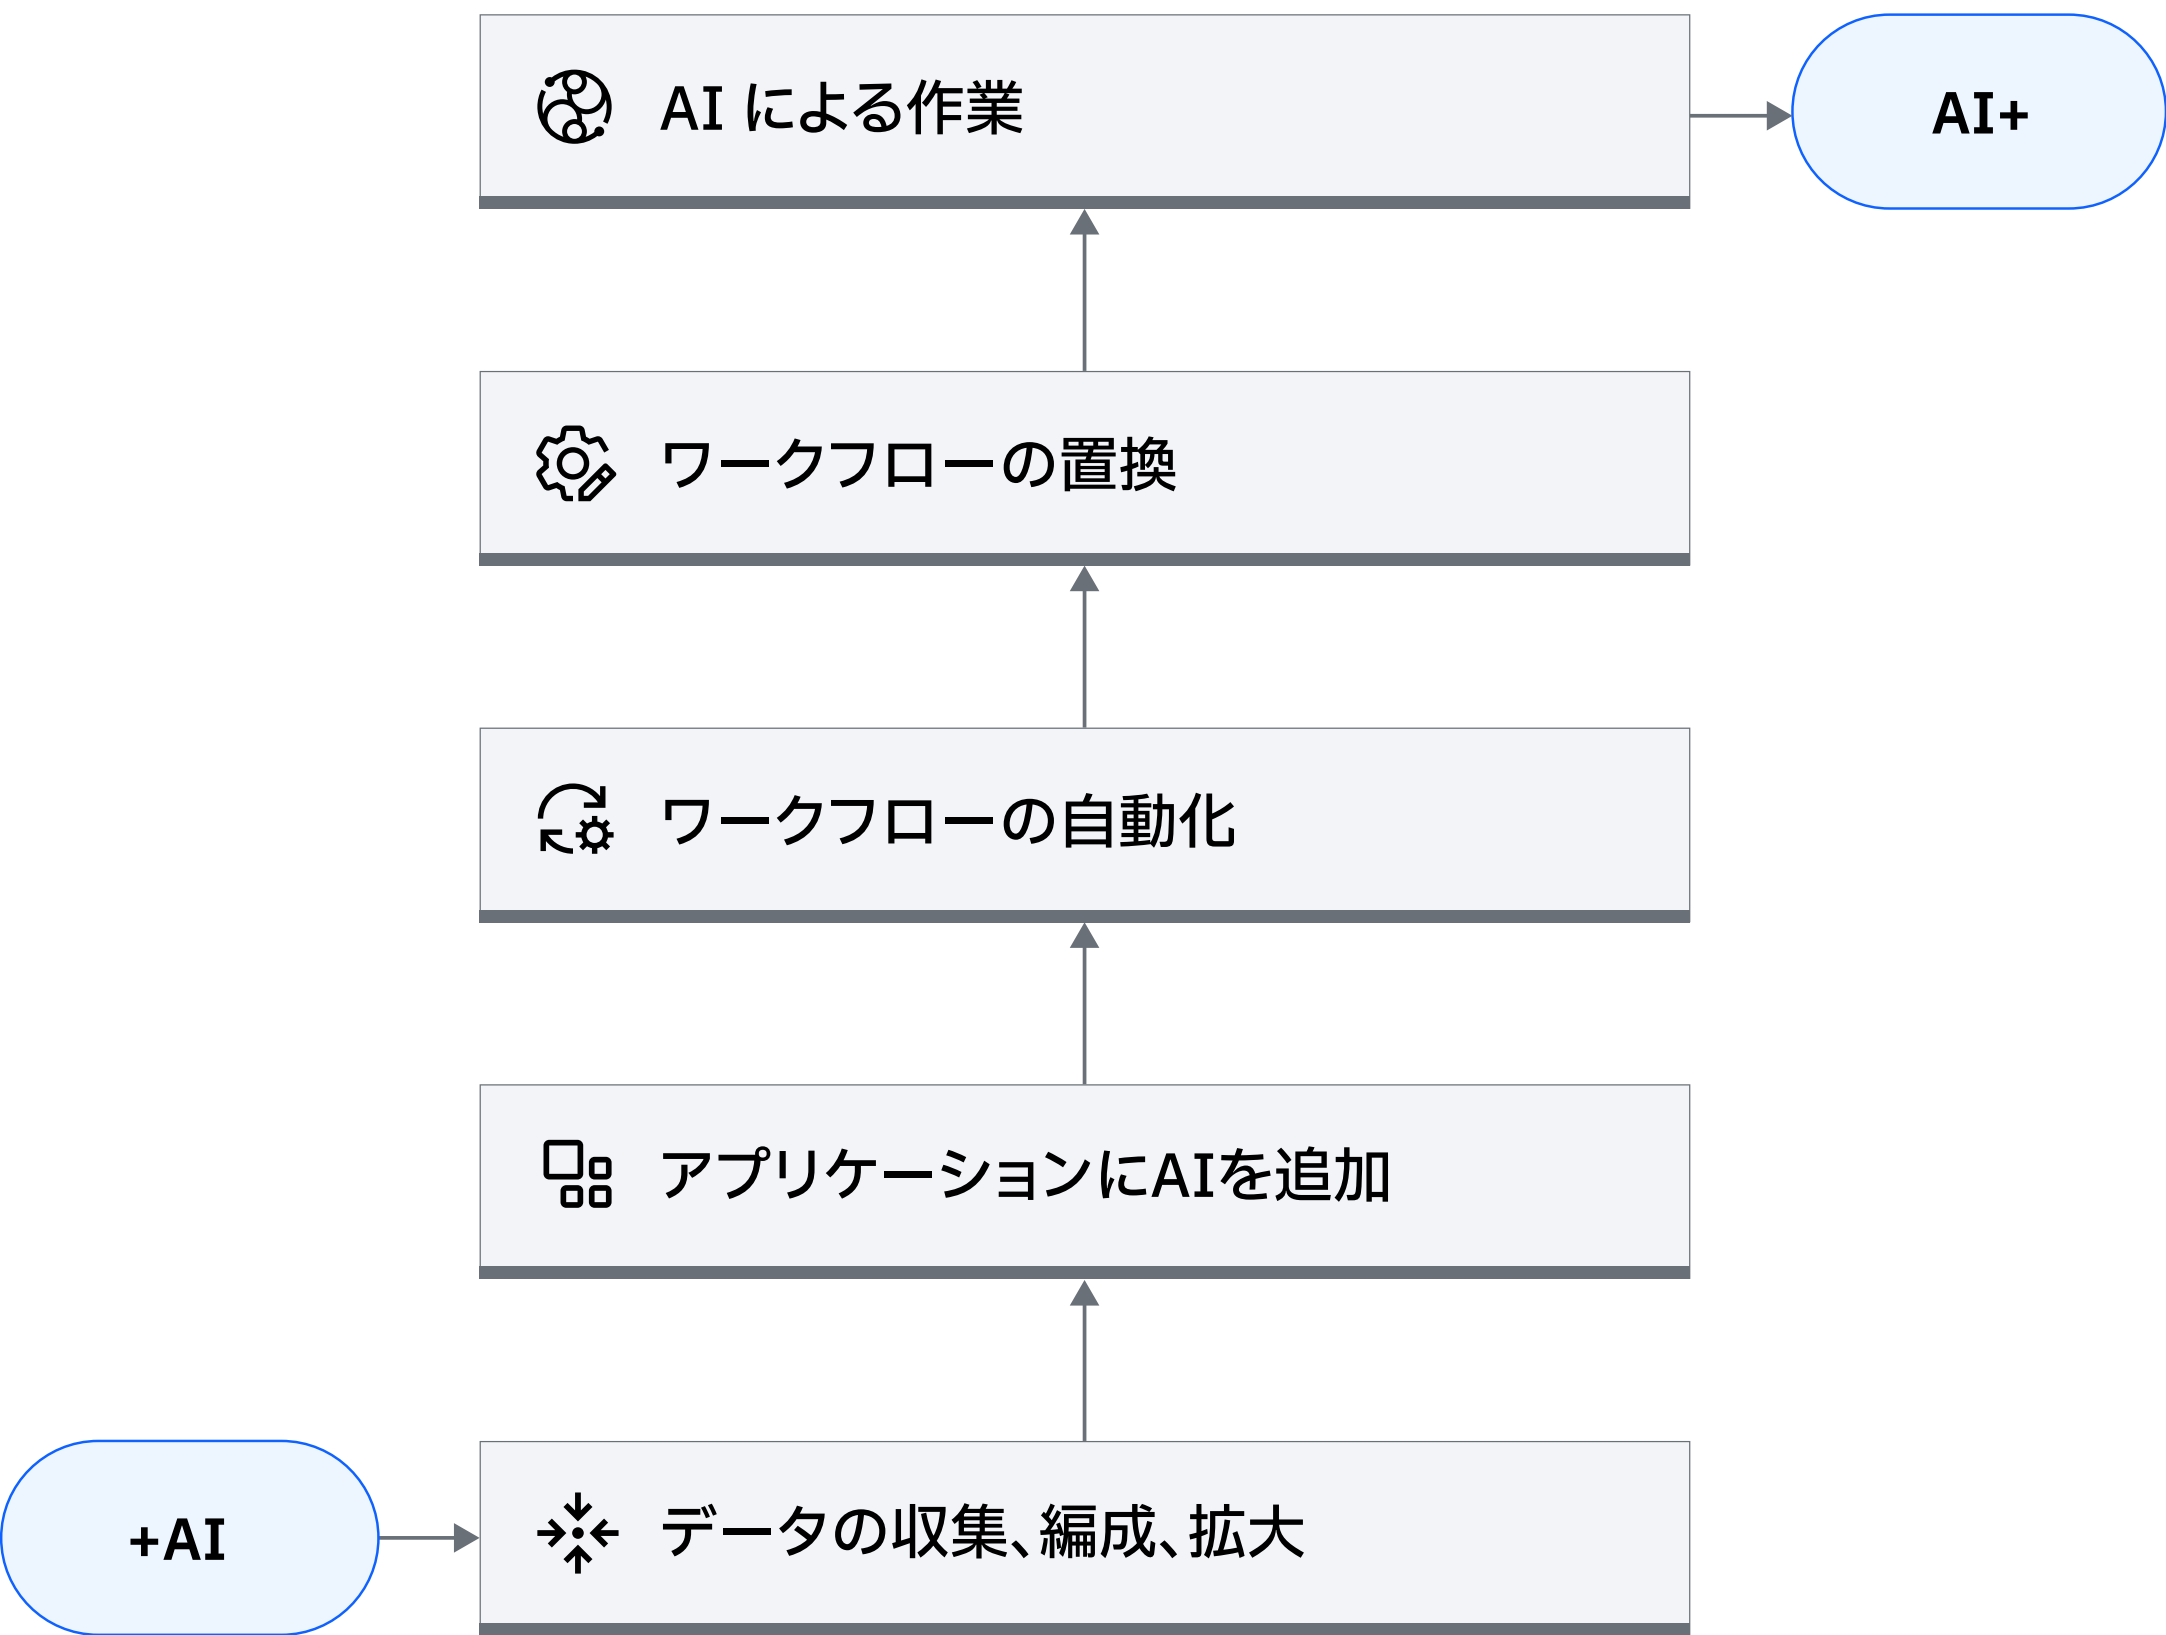 AI による作業
AI+
ワークフローの置換
ワークフローの自動化
アプリケーションにAIを追加
+AI
データの収集、編成、拡大